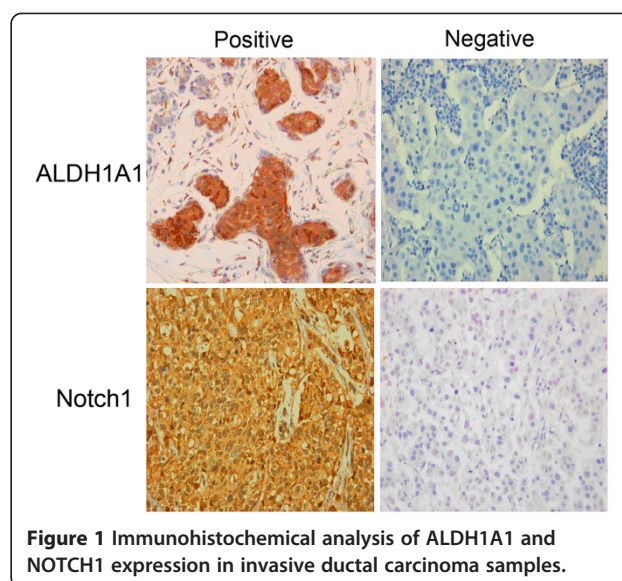 Positive Negative
ALDH1A1
Notch1
Figure 1 Immunohistochemical analysis of ALDH1A1 and
NOTCH1 expression in invasive ductal carcinoma samples.